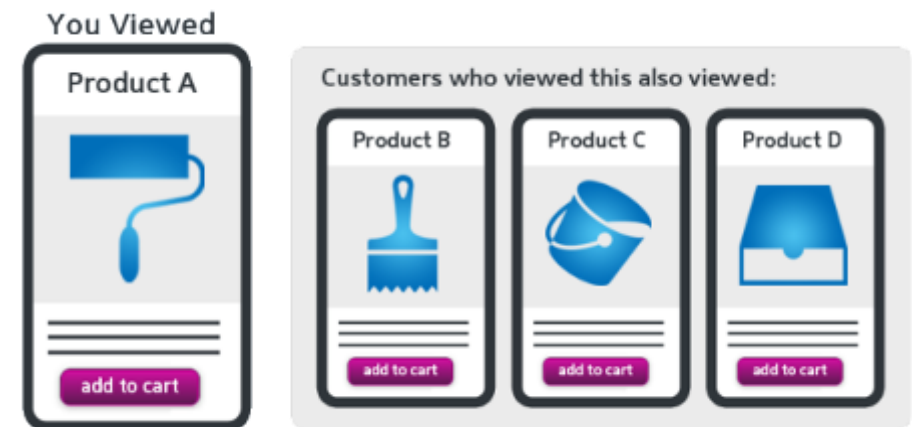 You Viewed
Product A
add to cart
Customers who viewed this also viewed:
Product B
add to cart
Product C
add to cart
Product D
add to cart